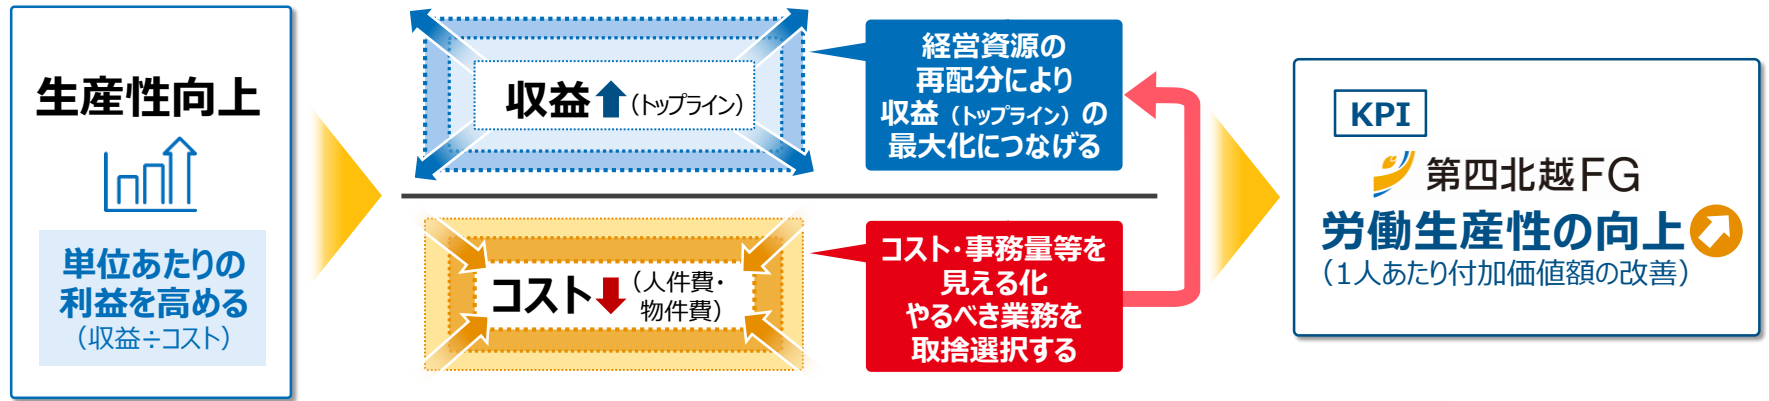 生産性向上
単位あたりの
利益を高める
（収益÷コスト）
収益（トップライン）
経営資源の
再配分により
収益（トップライン）の
最大化につなげる
コスト（人件費・
物件費）
コスト・事務量等を
見える化
やるべき業務を
取捨選択する
KPI
第四北越FG
労働生産性の向上
（1人あたり付加価値額の改善）